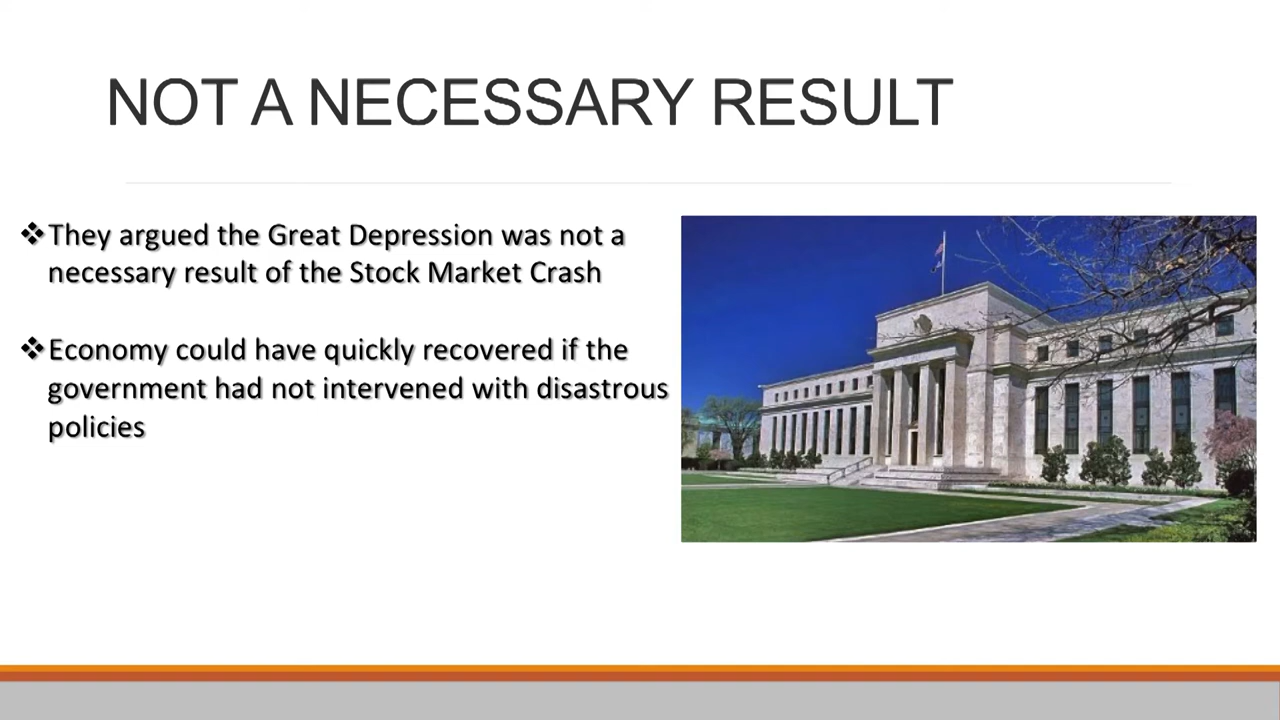 NOT A NECESSARY RESULT
❖They argued the Great Depression was not a
necessary result of the Stock Market Crash
❖Economy could have quickly recovered if the
government had not intervened with disastrous
policies